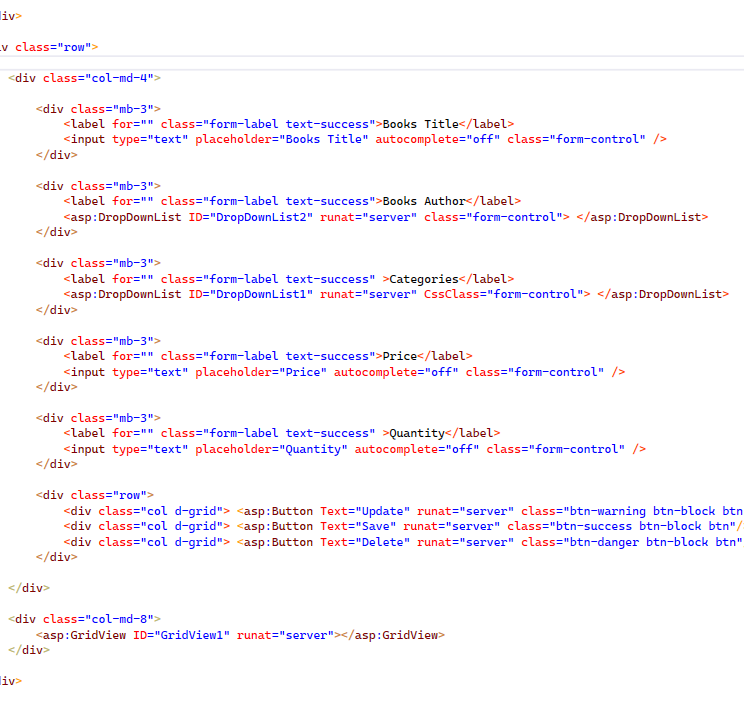 iv>
v class="row">
<div class="col-md-4">
<div class="mb-3">
<label for="" class="form-label text-success">Books Title</label>
<input type="text" placeholder="Books Title" autocomplete="off" class="form-control" />
</div>
<div class="mb-3">
<label for="" class="form-label text-success">Books Author</label>
<asp:DropDownList ID="DropDownList2" runat="server" class="form-control"> </asp:DropDownList>
</div>
<div class="mb-3">
<label for="" class="form-label text-success" >Categories</label>
<asp:DropDownList ID="DropDownList1" runat="server" CssClass="form-control"> </asp:DropDownList>
</div>
<div class="mb-3">
<label for="" class="form-label text-success">Price</label>
<input type="text" placeholder="Price" autocomplete="off" class="form-control" />
</div>
<div class="mb-3">
<label for="" class="form-label text-success" >Quantity</label>
<input type="text" placeholder="Quantity" autocomplete="off" class="form-control" />
</div>
<div class="row">
<div class="col d-grid"> <asp:Button Text="Update" runat="server" class="btn-warning btn-block btn
<div class="col d-grid"> <asp:Button Text="Save" runat="server" class="btn-success btn-block btn"/
<div class="col d-grid"> <asp:Button Text="Delete" runat="server" class="btn-danger btn-block btn"
</div>
</div>
<div class="col-md-8">
<asp:GridView ID="GridView1" runat="server"></asp:GridView>
</div>
iv>